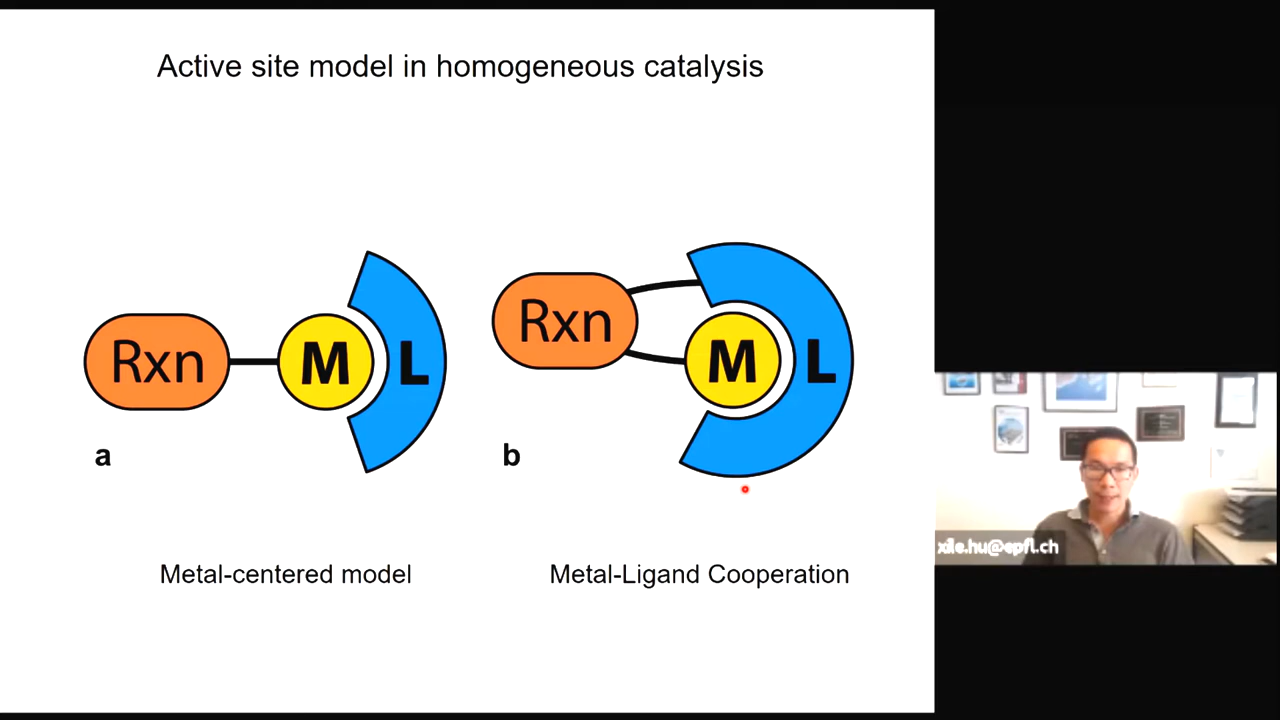 Active site model in homogeneous catalysis
Rxn
M
L
Rxn
M
L
a
b
Metal-centered model
Metal-Ligand Cooperation
xile.hu@epfl.ch